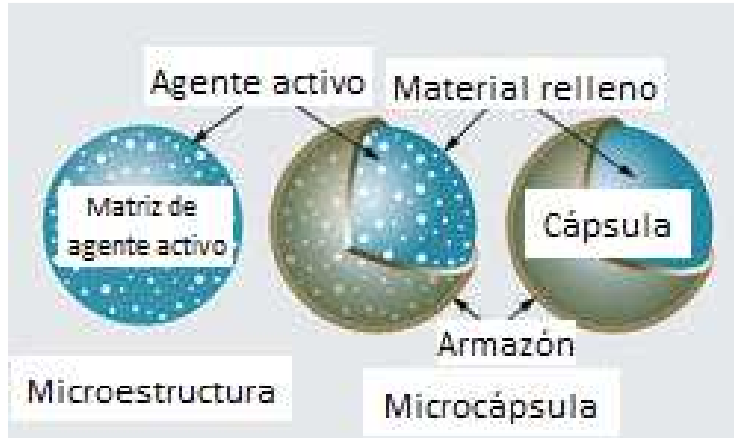 Agente activo
Material relleno
Matriz de
agente activo
Cápsula
Armazón
Microestructura
Microcápsula